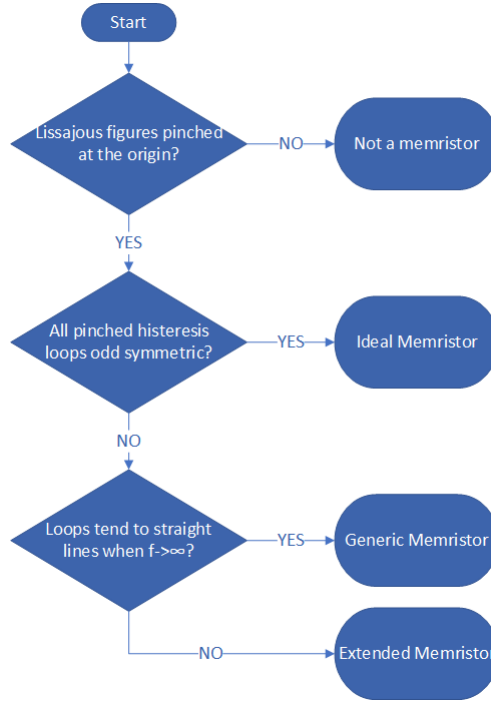 Start
Lissajous figures pinched
at the origin?
NO
Not a memristor
YES
All pinched histeresis
loops odd symmetric?
YES
Ideal Memristor
NO
Loops tend to straight
lines when f->∞?
YES
Generic Memristor
NO
Extended Memristor